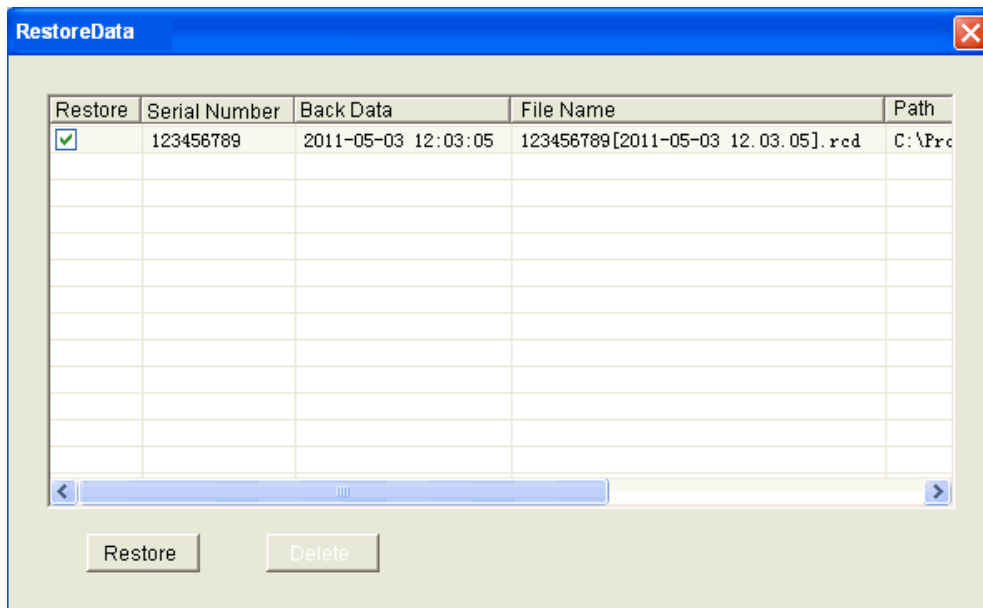 RestoreData
Restore Serial Number Back Data File Name Path
123456789 2011-05-03 12:03:05 123456789[2011-05-03 12.03.05].rcd C:\Pro
Restore Delete